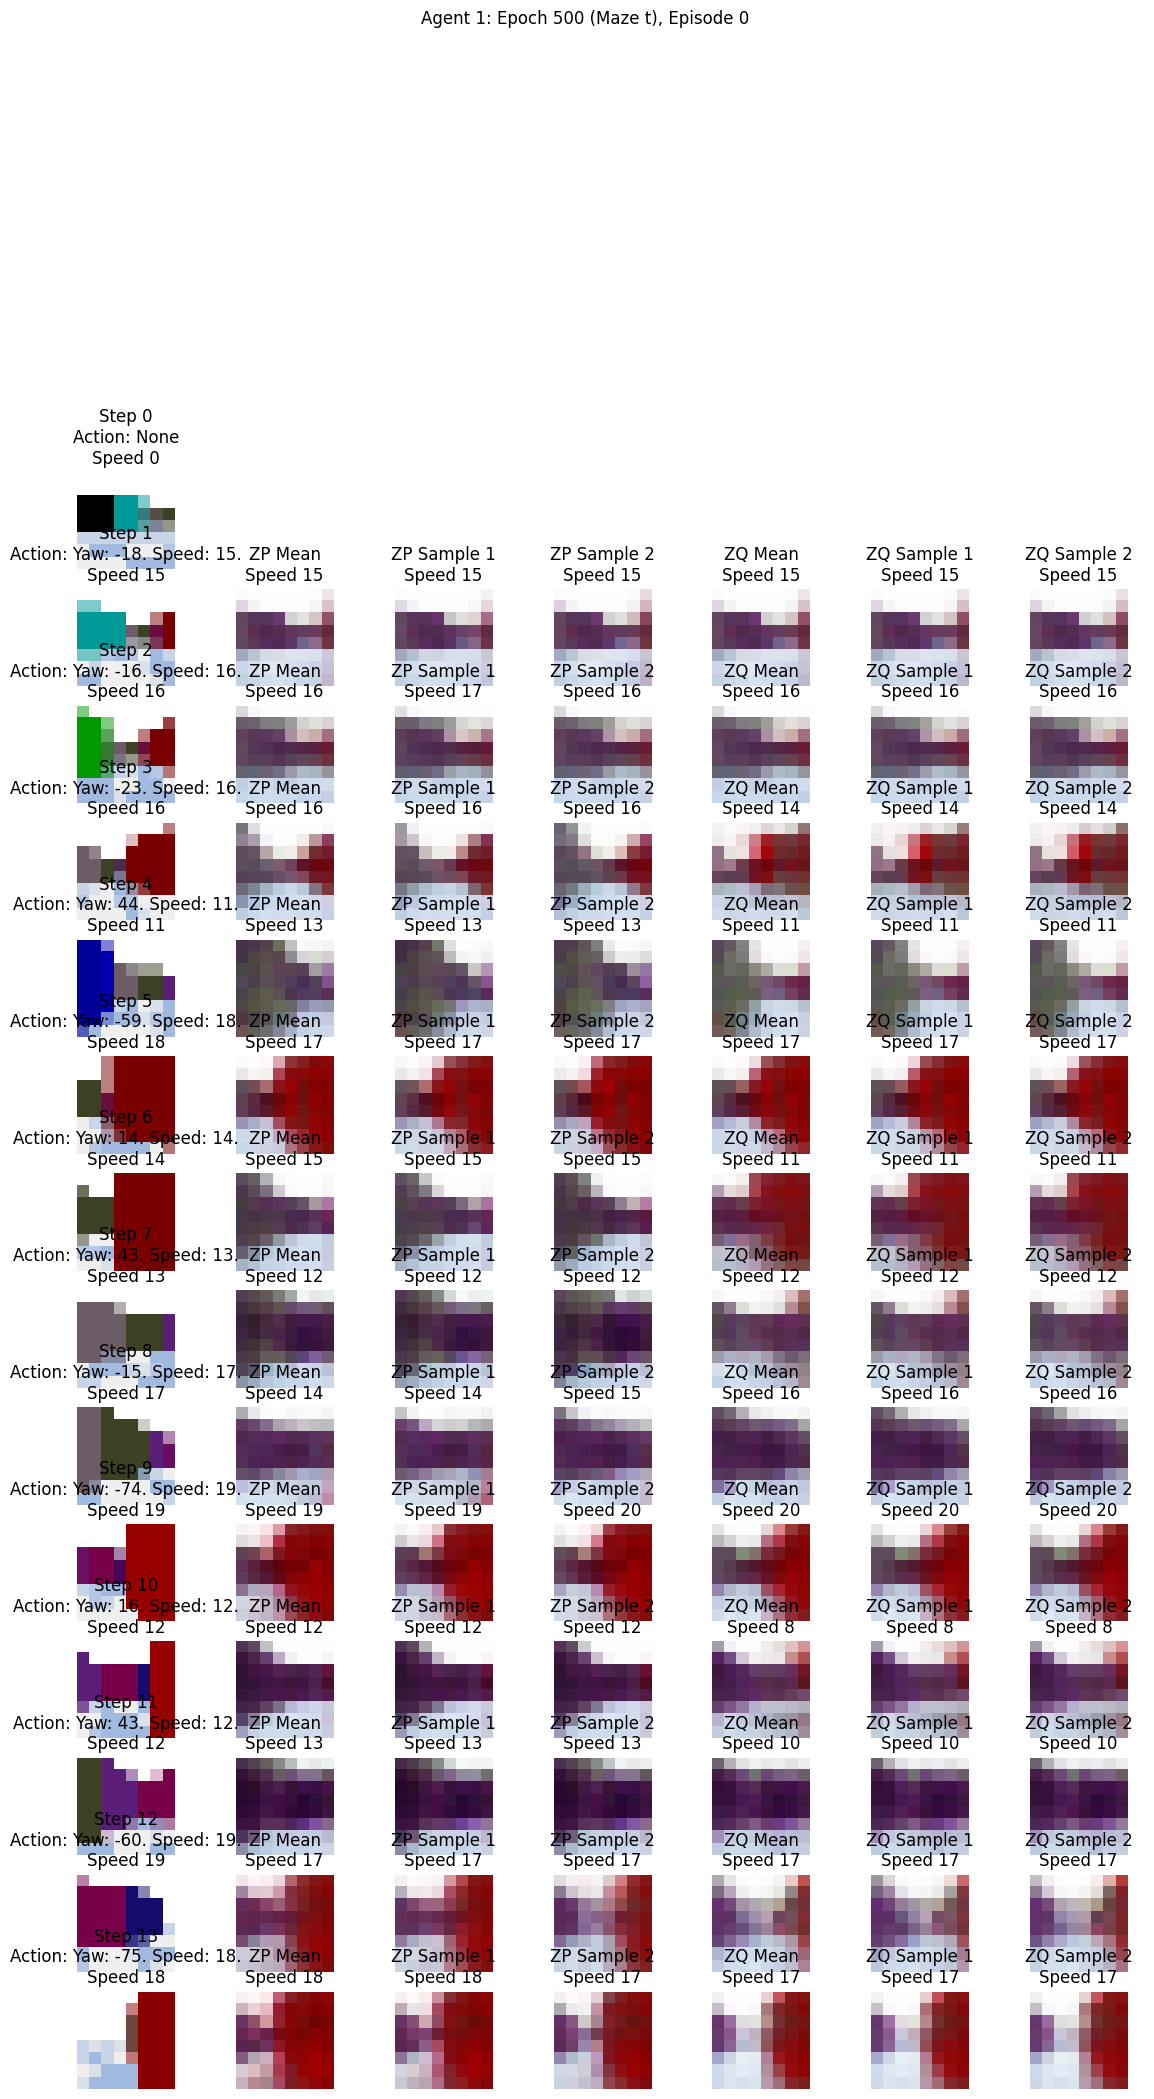 Agent 1: Epoch 500 (Maze t), Episode 0
Step 0
Action: None
Speed 0
Step 1
Action: Yaw: -18. Speed: 15. ZP Mean ZP Sample 1 ZP Sample 2 ZQ Mean ZQ Sample 1 ZQ Sample 2
Speed 15 Speed 15 Speed 15 Speed 15 Speed 15 Speed 15 Speed 15
Step 2
Action: Yaw: -16. Speed: 16. ZP Mean ZP Sample 1 ZP Sample 2 ZQ Mean ZQ Sample 1 ZQ Sample 2
Speed 16 Speed 16 Speed 17 Speed 16 Speed 16 Speed 16 Speed 16
Step 3
Action: Yaw: -23. Speed: 16. ZP Mean ZP Sample 1 ZP Sample 2 ZQ Mean ZQ Sample 1 ZQ Sample 2
Speed 16 Speed 16 Speed 16 Speed 16 Speed 14 Speed 14 Speed 14
Step 4
Action: Yaw: 44. Speed: 11. ZP Mean ZP Sample 1 ZP Sample 2 ZQ Mean ZQ Sample 1 ZQ Sample 2
Speed 11 Speed 13 Speed 13 Speed 13 Speed 11 Speed 11 Speed 11
Step 5
Action: Yaw: -59. Speed: 18. ZP Mean ZP Sample 1 ZP Sample 2 ZQ Mean ZQ Sample 1 ZQ Sample 2
Speed 18 Speed 17 Speed 17 Speed 17 Speed 17 Speed 17 Speed 17
Step 6
Action: Yaw: 14. Speed: 14. ZP Mean ZP Sample 1 ZP Sample 2 ZQ Mean ZQ Sample 1 ZQ Sample 2
Speed 14 Speed 15 Speed 15 Speed 15 Speed 11 Speed 11 Speed 11
Step 7
Action: Yaw: 43. Speed: 13. ZP Mean ZP Sample 1 ZP Sample 2 ZQ Mean ZQ Sample 1 ZQ Sample 2
Speed 13 Speed 12 Speed 12 Speed 12 Speed 12 Speed 12 Speed 12
Step 8
Action: Yaw: -15. Speed: 17. ZP Mean ZP Sample 1 ZP Sample 2 ZQ Mean ZQ Sample 1 ZQ Sample 2
Speed 17 Speed 14 Speed 14 Speed 15 Speed 16 Speed 16 Speed 16
Step 9
Action: Yaw: -74. Speed: 19. ZP Mean ZP Sample 1 ZP Sample 2 ZQ Mean ZQ Sample 1 ZQ Sample 2
Speed 19 Speed 19 Speed 19 Speed 20 Speed 20 Speed 20 Speed 20
Step 10
Action: Yaw: 16. Speed: 12. ZP Mean ZP Sample 1 ZP Sample 2 ZQ Mean ZQ Sample 1 ZQ Sample 2
Speed 12 Speed 12 Speed 12 Speed 12 Speed 8 Speed 8 Speed 8
Step 11
Action: Yaw: 43. Speed: 12. ZP Mean ZP Sample 1 ZP Sample 2 ZQ Mean ZQ Sample 1 ZQ Sample 2
Speed 12 Speed 13 Speed 13 Speed 13 Speed 10 Speed 10 Speed 10
Step 12
Action: Yaw: -60. Speed: 19. ZP Mean ZP Sample 1 ZP Sample 2 ZQ Mean ZQ Sample 1 ZQ Sample 2
Speed 19 Speed 17 Speed 17 Speed 17 Speed 17 Speed 17 Speed 17
Step 13
Action: Yaw: -75. Speed: 18. ZP Mean ZP Sample 1 ZP Sample 2 ZQ Mean ZQ Sample 1 ZQ Sample 2
Speed 18 Speed 18 Speed 18 Speed 17 Speed 17 Speed 17 Speed 17